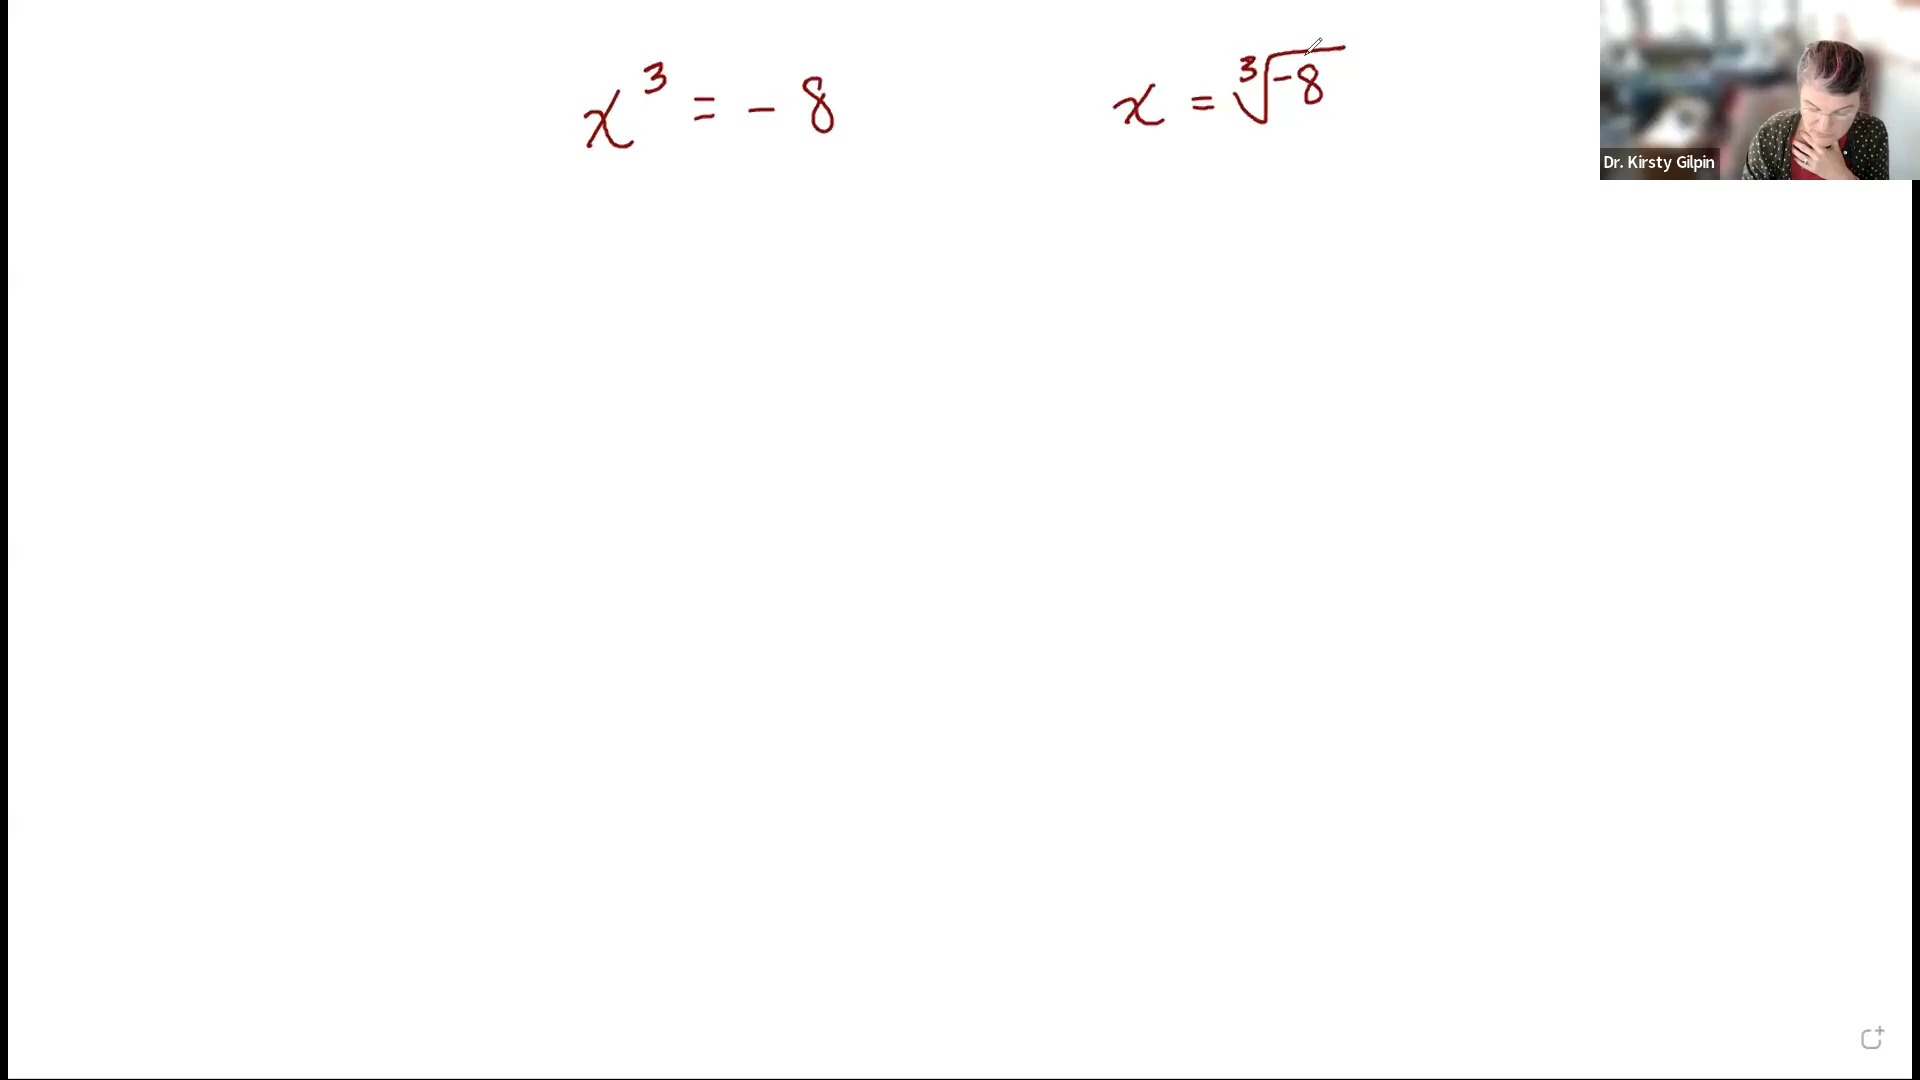 x³ = - 8
x = ∛-8
Dr. Kirsty Gilpin